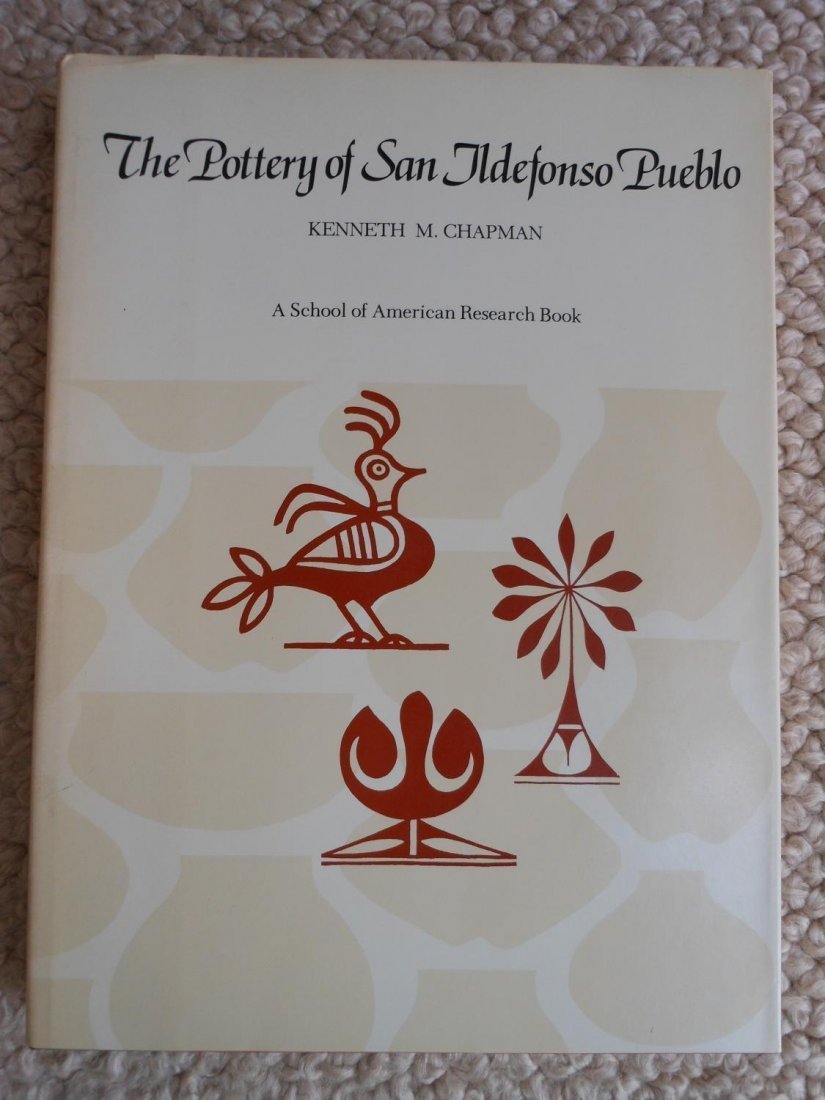 The Pottery of San Ildefonso Pueblo
KENNETH M. CHAPMAN
A School of American Research Book